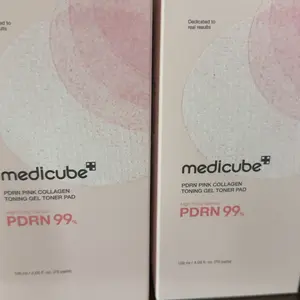 Dedicated to
real results
medicube
PDRN PINK COLLAGEN
TONING GEL TONER PAD
PDRN 99%
medicube
PDRN PINK COLLAGEN
TONING GEL TONER PAD
PDRN 99%